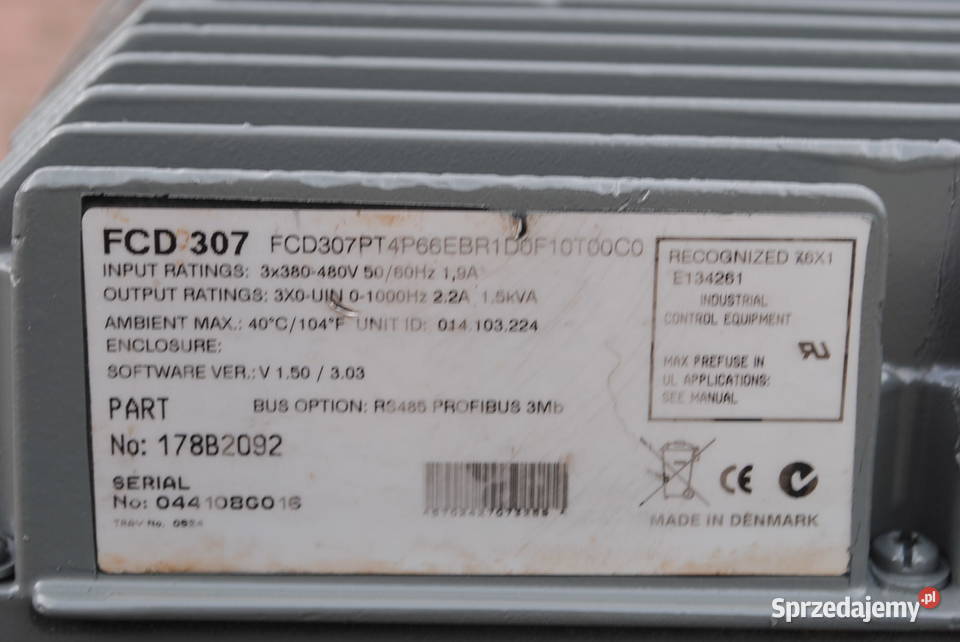 FCD 307 FCD307PT4P66EBR1D0F10T00C0
INPUT RATINGS: 3x380-480V 50/60Hz 1,9A
OUTPUT RATINGS: 3X0-UIN 0-1000Hz 2.2A 1.5kVA
AMBIENT MAX.: 40°C/104°F UNIT ID: 014.103.224
ENCLOSURE:
SOFTWARE VER.: V 1.50 / 3.03
BUS OPTION: RS485 PROFIBUS 3Mb
PART
No: 178B2092
SERIAL
No: 044108G016
TRAY No.
RECOGNIZED
E134261
INDUSTRIAL
CONTROL EQUIPMENT
MAX PREFUSE IN
UL APPLICATIONS:
SEE MANUAL
CE
MADE IN DENMARK
Sprzedajemy.pl